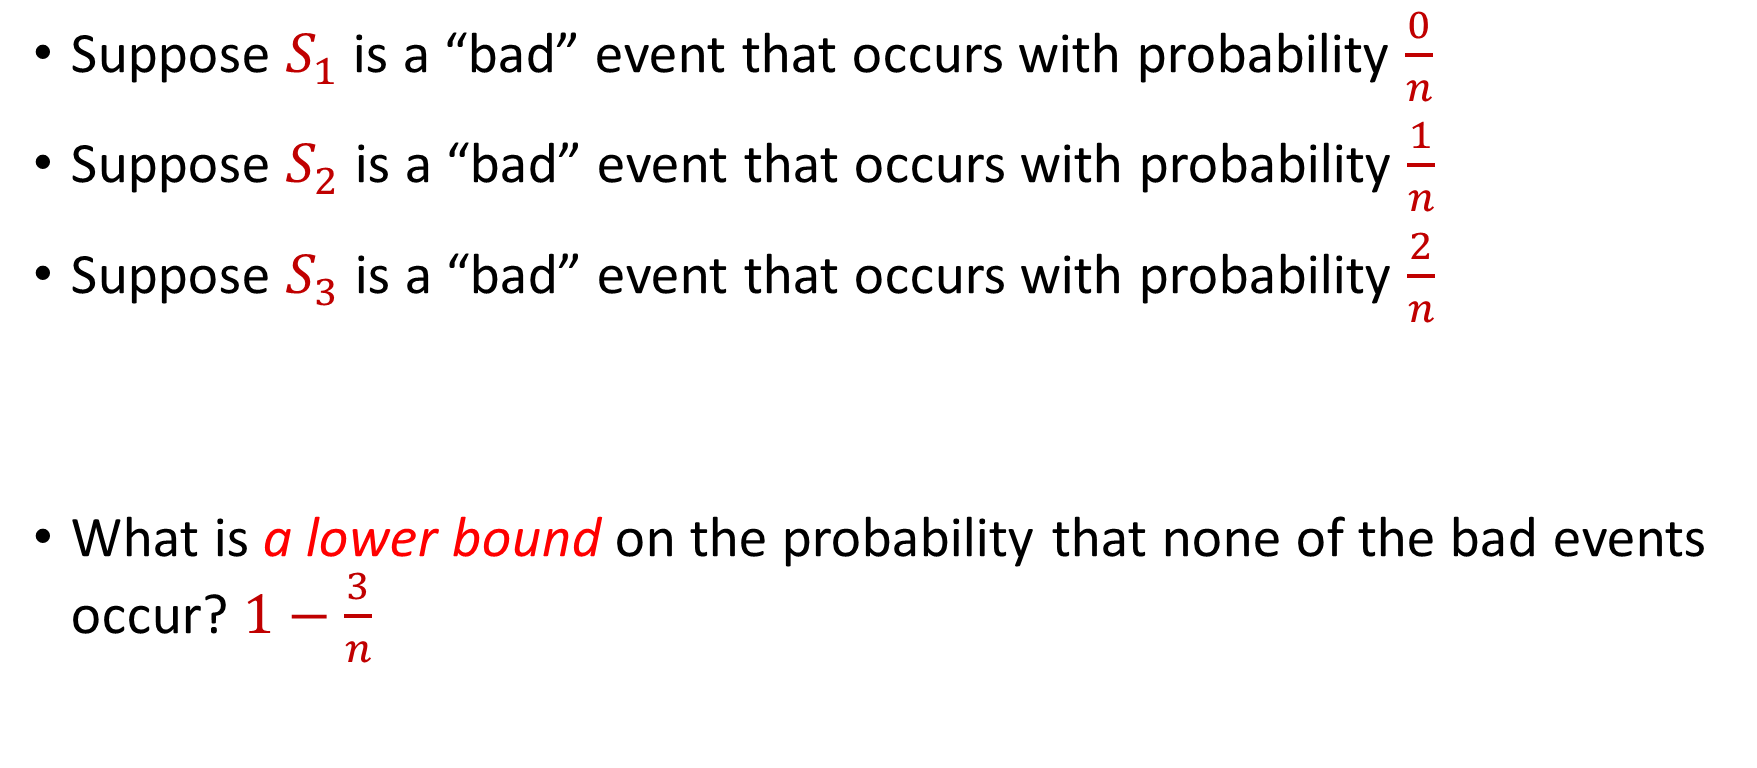 • Suppose S₁ is a “bad” event that occurs with probability 0/n
• Suppose S₂ is a “bad” event that occurs with probability 1/n
• Suppose S₃ is a “bad” event that occurs with probability 2/n
• What is a lower bound on the probability that none of the bad events
occur? 1 − 3/n